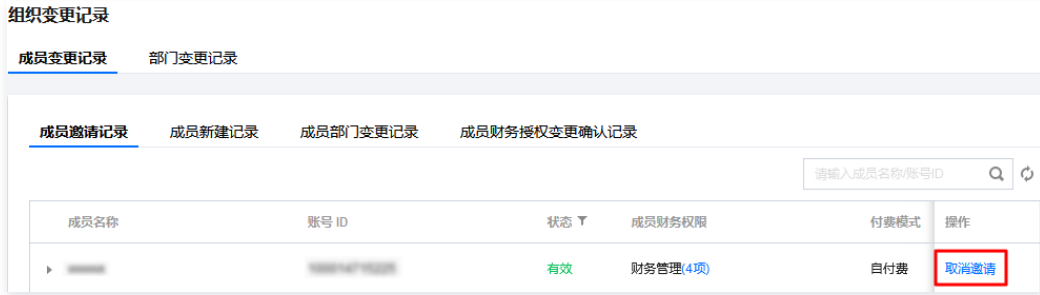 组织变更记录
成员变更记录 部门变更记录
成员邀请记录 成员新建记录 成员部门变更记录 成员财务授权变更确认记录
请输入成员名称/账号ID
成员名称 账号 ID 状态 成员财务权限 付费模式 操作
有效 财务管理(4项) 自付费 取消邀请